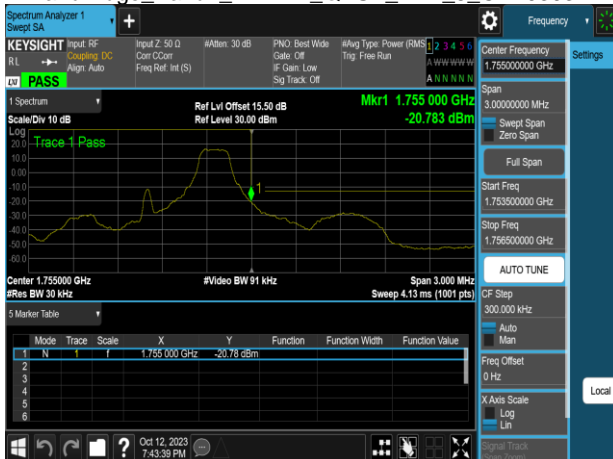 Spectrum Analyzer 1
Swept SA
+
Frequency
KEYSIGHT Input: RF
Coupling: DC
Align: Auto
Input Z: 50 Ω
Corr CCorr
Freq Ref: Int (S)
#Atten: 30 dB
PNO: Best Wide
Gate: Off
IF Gain: Low
Sig Track: Off
#Avg Type: Power (RMS
Trig: Free Run
1 2 3 4 5 6
A W W W W W
A N N N N N
RL
LXI PASS
Center Frequency
1.755000000 GHz
Settings
Span
3.00000000 MHz
Swept Span
Zero Span
Full Span
Start Freq
1.753500000 GHz
Stop Freq
1.756500000 GHz
AUTO TUNE
CF Step
300.000 kHz
Auto
Man
Freq Offset
0 Hz
X Axis Scale
Log
Lin
Signal Track
Local
1 Spectrum
Scale/Div 10 dB
Ref Lvl Offset 15.50 dB
Ref Level 30.00 dBm
Mkr1 1.755 000 GHz
-20.783 dBm
Log
Trace 1 Pass
20.0
10.0
0.00
-10.0
-20.0
-30.0
-40.0
-50.0
-60.0
1
Center 1.755000 GHz
#Res BW 30 kHz
#Video BW 91 kHz
Span 3.000 MHz
Sweep 4.13 ms (1001 pts)
5 Marker Table
Mode Trace Scale X Y Function Function Width Function Value
1 N 1 f 1.755 000 GHz -20.78 dBm
2
3
4
5
6
?
Oct 12, 2023
7:43:39 PM